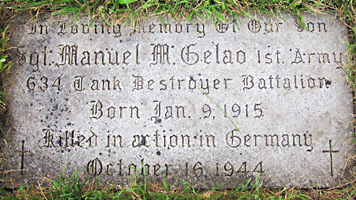 In Loving Memory Of Our Son
Sgt. Manuel M. Gelao 1st. Army
634 Tank Destroyer Battalion
Born Jan. 9. 1915
Killed in action in Germany
October 16. 1944